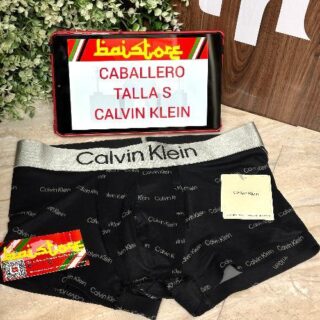 baistore
CABALLERO
TALLA S
CALVIN KLEIN
Calvin Klein
Calvin Klein
baistore